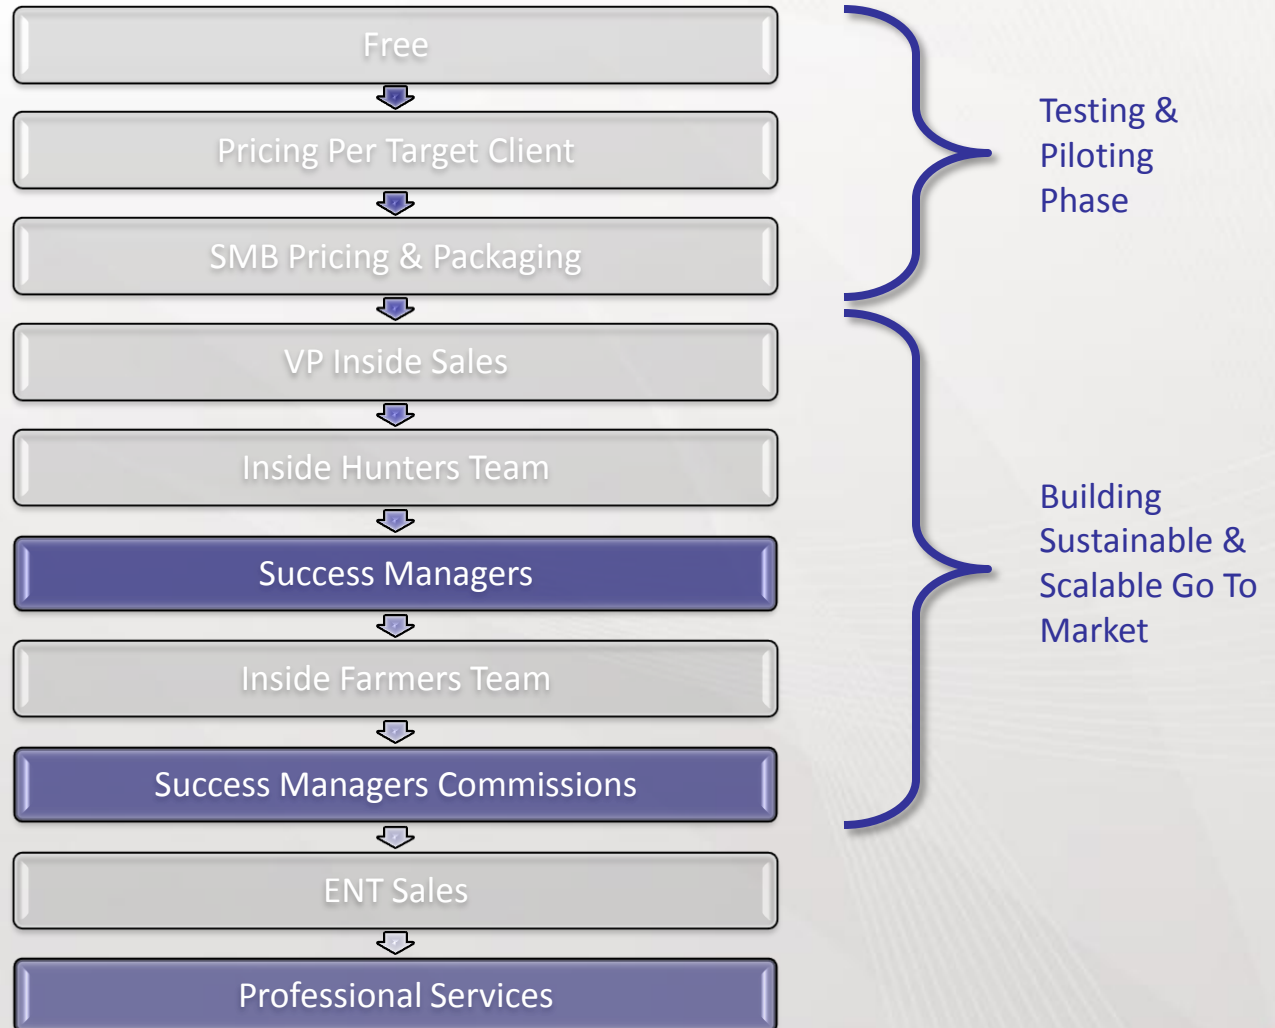 Free
Pricing Per Target Client
SMB Pricing & Packaging
VP Inside Sales
Inside Hunters Team
Success Managers
Inside Farmers Team
Success Managers Commissions
ENT Sales
Professional Services
Testing &
Piloting
Phase
Building
Sustainable &
Scalable Go To
Market